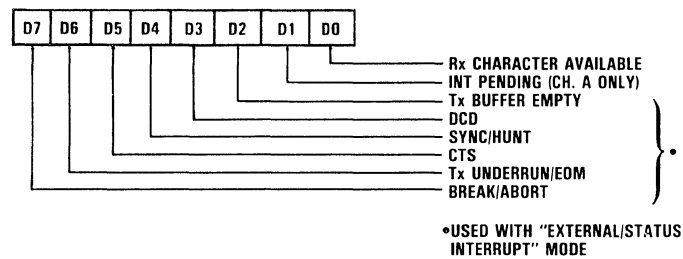 D7 D6 D5 D4 D3 D2 D1 D0
Rx CHARACTER AVAILABLE
INT PENDING (CH. A ONLY)
Tx BUFFER EMPTY
DCD
SYNC/HUNT
CTS
Tx UNDERRUN/EOM
BREAK/ABORT
•
•USED WITH "EXTERNAL/STATUS
INTERRUPT" MODE